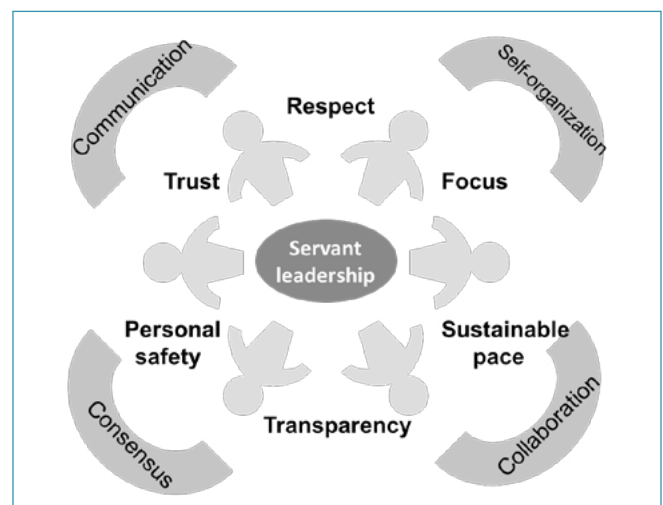 Communication
Self-organization
Respect
Trust
Focus
Servant
leadership
Personal
safety
Sustainable
pace
Transparency
Consensus
Collaboration